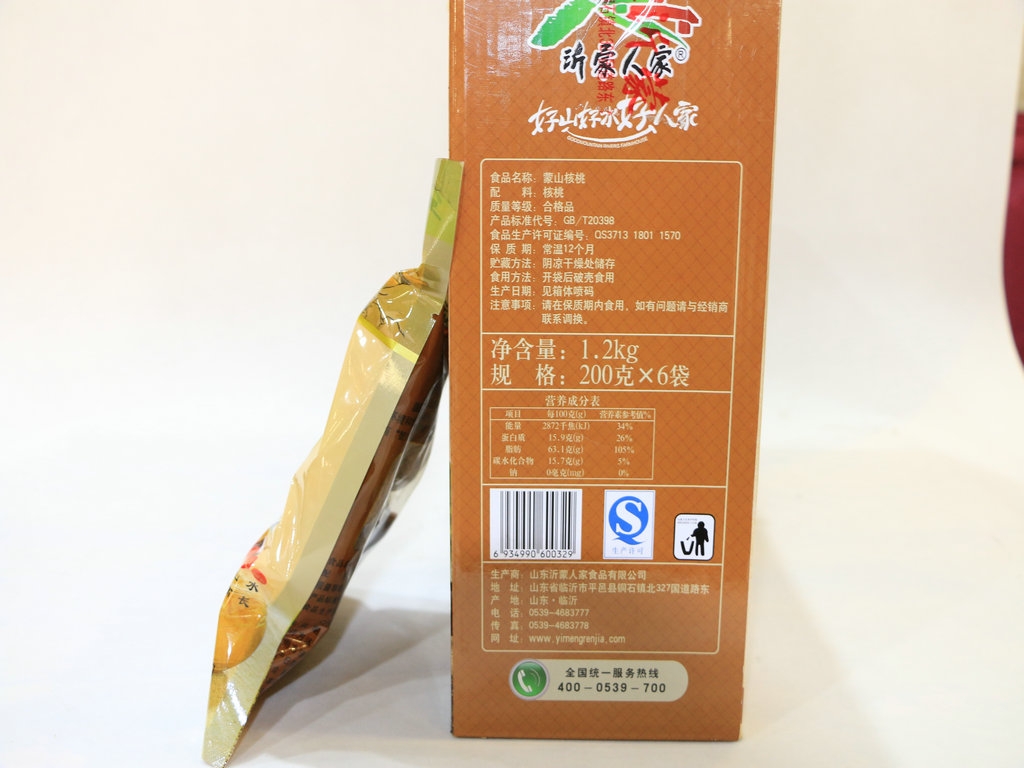 沂蒙人家®
好山好水好人家
食品名称：蒙山核桃
配　　料：核桃
质量等级：合格品
产品标准代号：GB/T20398
食品生产许可证编号：QS3713 1801 1570
保 质 期：常温12个月
贮藏方法：阴凉干燥处储存
食用方法：开袋后破壳食用
生产日期：见箱体喷码
注意事项：请在保质期内食用，如有问题请与经销商
联系调换。
净含量：1.2kg
规　格：200克×6袋
营养成分表
项目 每100克(g) 营养素参考值%
能量 2872千焦(kJ) 34%
蛋白质 15.9克(g) 26%
脂肪 63.1克(g) 105%
碳水化合物 15.7克(g) 5%
钠 0毫克(mg) 0%
6 934990 600329
生产许可
生产商：山东沂蒙人家食品有限公司
地　址：山东省临沂市平邑县铜石镇北327国道路东
产　地：山东·临沂
电　话：0539-4683777
传　真：0539-4683778
网　址：www.yimengrenjia.com
全国统一服务热线
400－0539－700